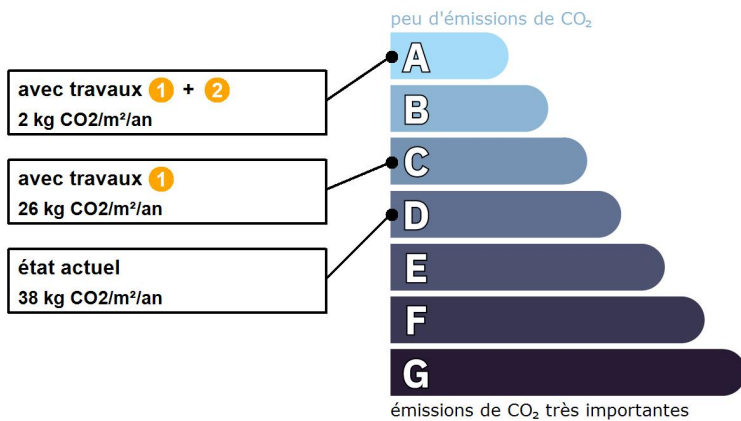 peu d'émissions de CO₂
avec travaux 1 + 2
2 kg CO2/m²/an
avec travaux 1
26 kg CO2/m²/an
état actuel
38 kg CO2/m²/an
A
B
C
D
E
F
G
émissions de CO₂ très importantes